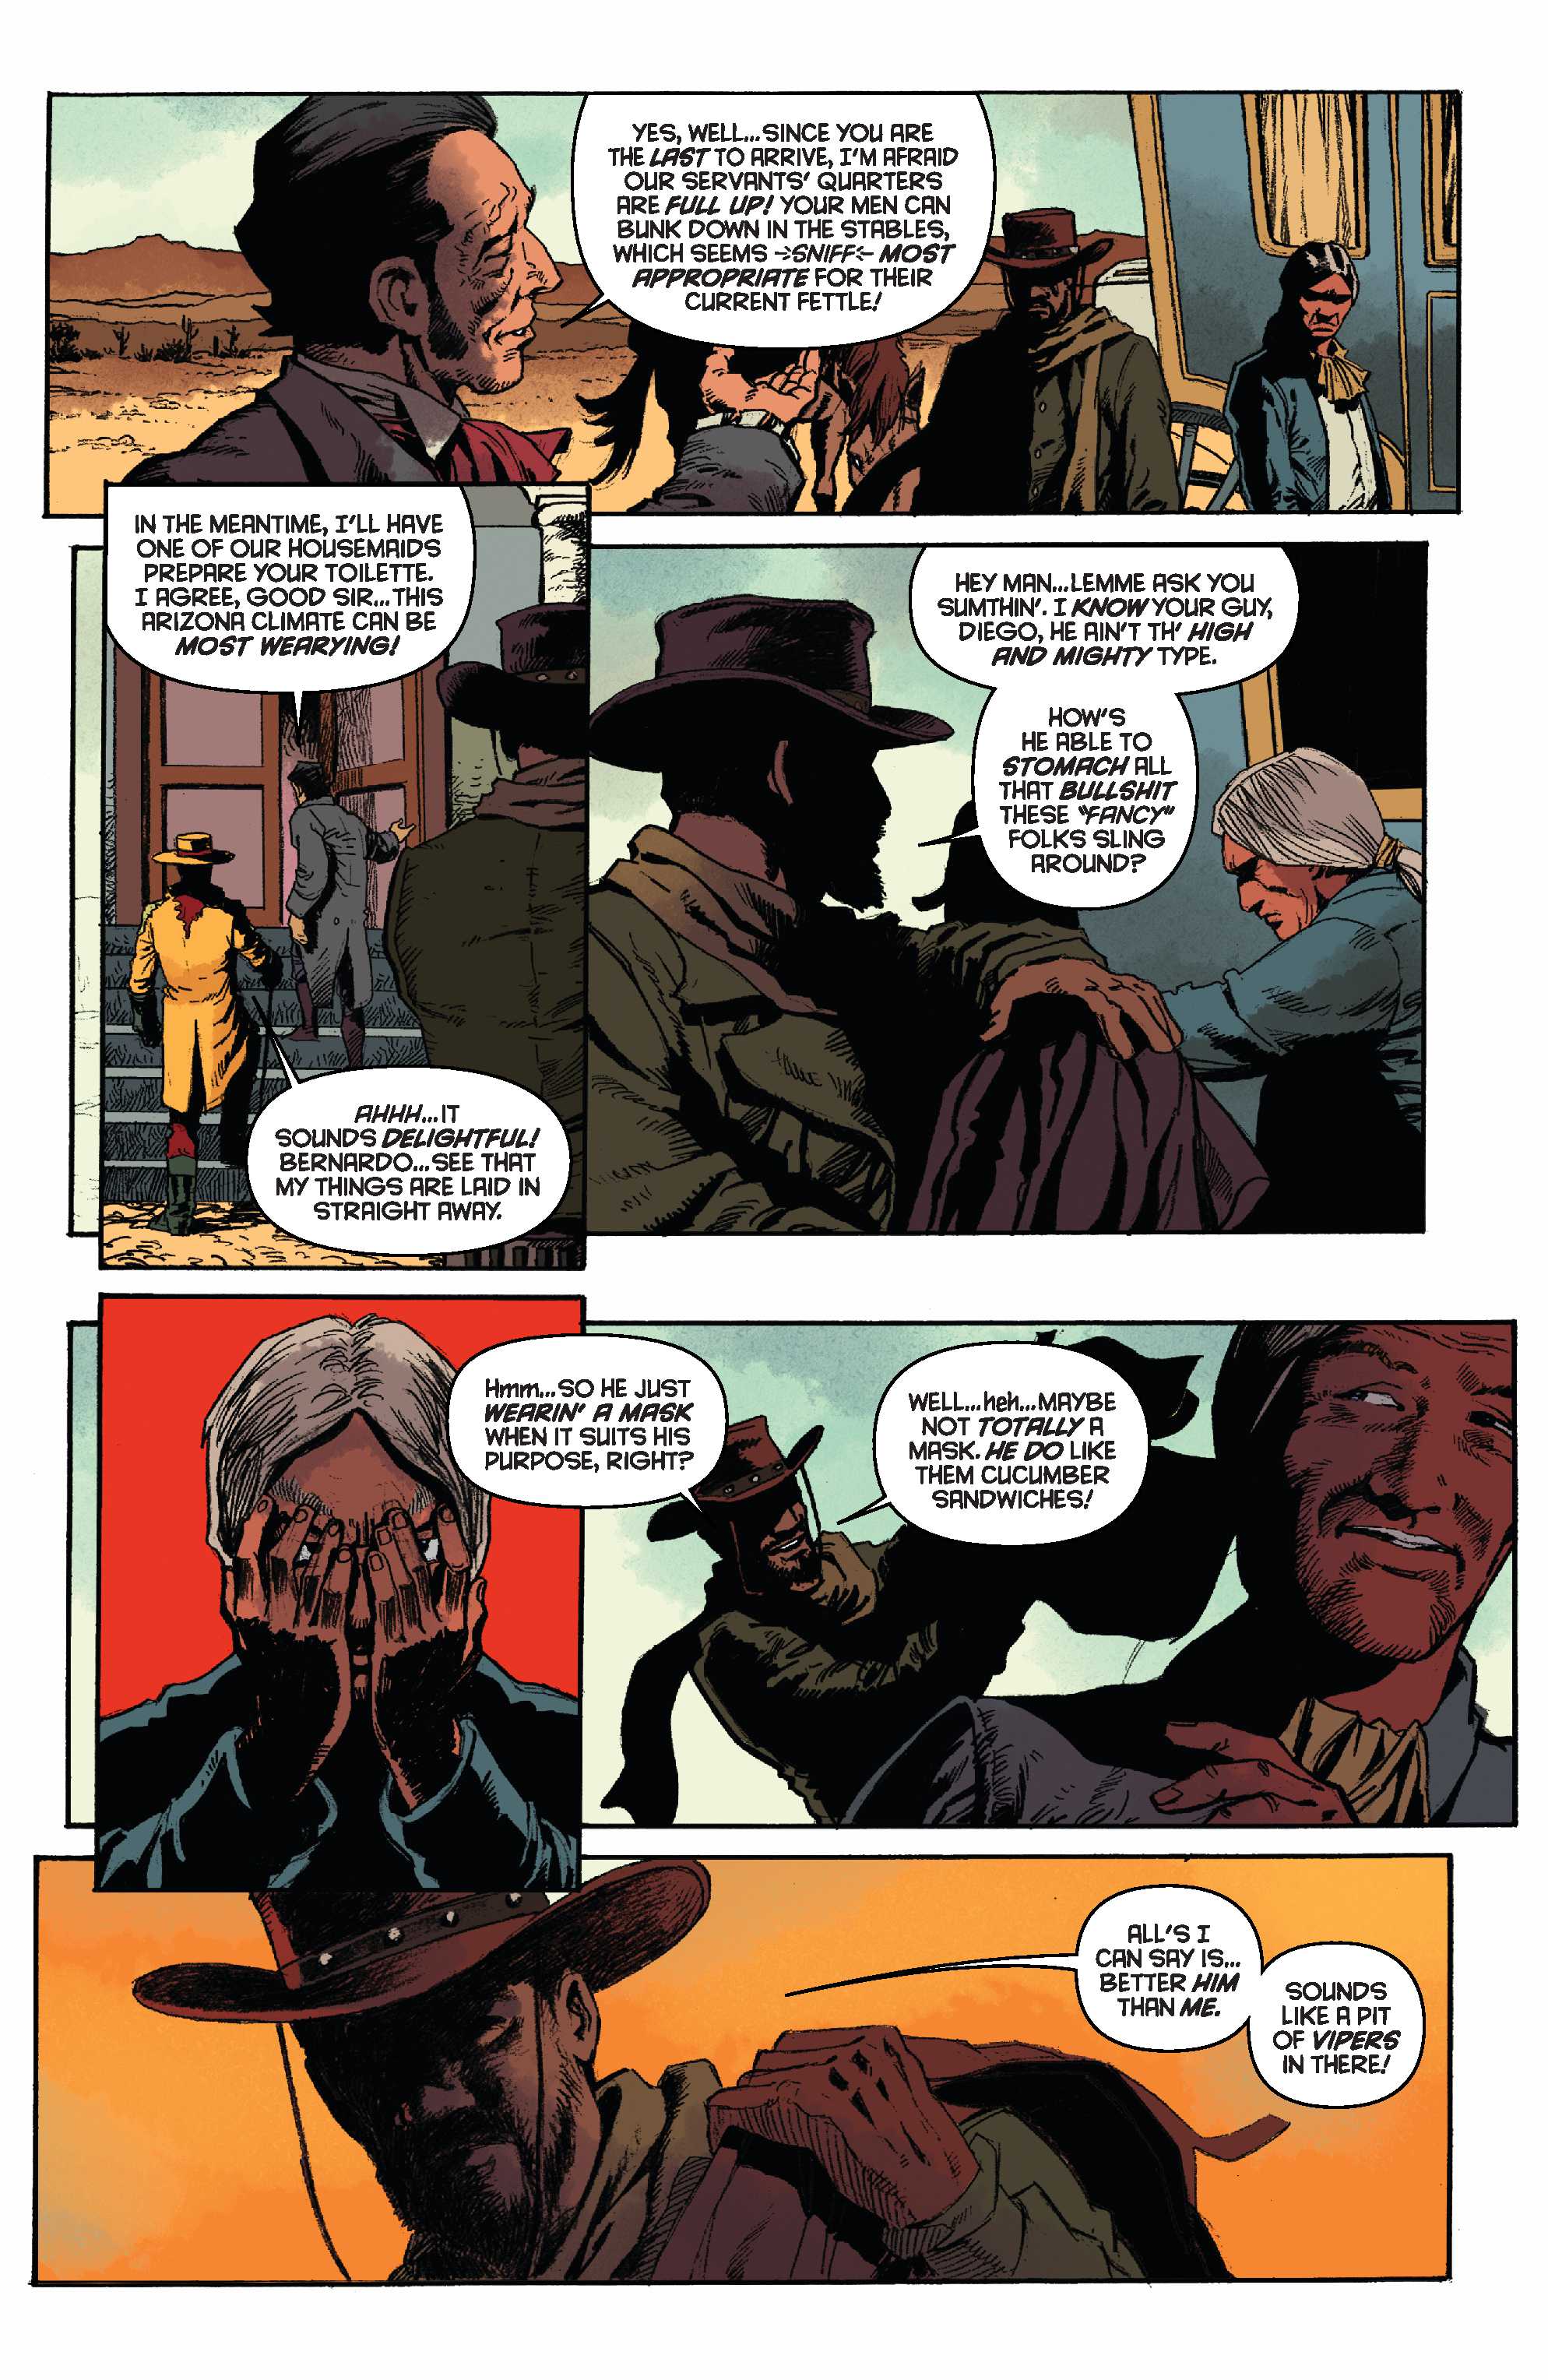 YES, WELL...SINCE YOU ARE
THE LAST TO ARRIVE, I'M AFRAID
OUR SERVANTS' QUARTERS
ARE FULL UP! YOUR MEN CAN
BUNK DOWN IN THE STABLES,
WHICH SEEMS -SNIFF- MOST
APPROPRIATE FOR THEIR
CURRENT FETTLE!
IN THE MEANTIME, I'LL HAVE
ONE OF OUR HOUSEMAIDS
PREPARE YOUR TOILETTE.
I AGREE, GOOD SIR...THIS
ARIZONA CLIMATE CAN BE
MOST WEARYING!
AHHH...IT
SOUNDS DELIGHTFUL!
BERNARDO...SEE THAT
MY THINGS ARE LAID IN
STRAIGHT AWAY.
HEY MAN...LEMME ASK YOU
SUMTHIN'. I KNOW YOUR GUY,
DIEGO, HE AIN'T TH' HIGH
AND MIGHTY TYPE.
HOW'S
HE ABLE TO
STOMACH ALL
THAT BULLSHIT
THESE "FANCY"
FOLKS SLING
AROUND?
Hmm...SO HE JUST
WEARIN' A MASK
WHEN IT SUITS HIS
PURPOSE, RIGHT?
WELL...heh...MAYBE
NOT TOTALLY A
MASK. HE DO LIKE
THEM CUCUMBER
SANDWICHES!
ALL'S I
CAN SAY IS...
BETTER HIM
THAN ME.
SOUNDS
LIKE A PIT
OF VIPERS
IN THERE!